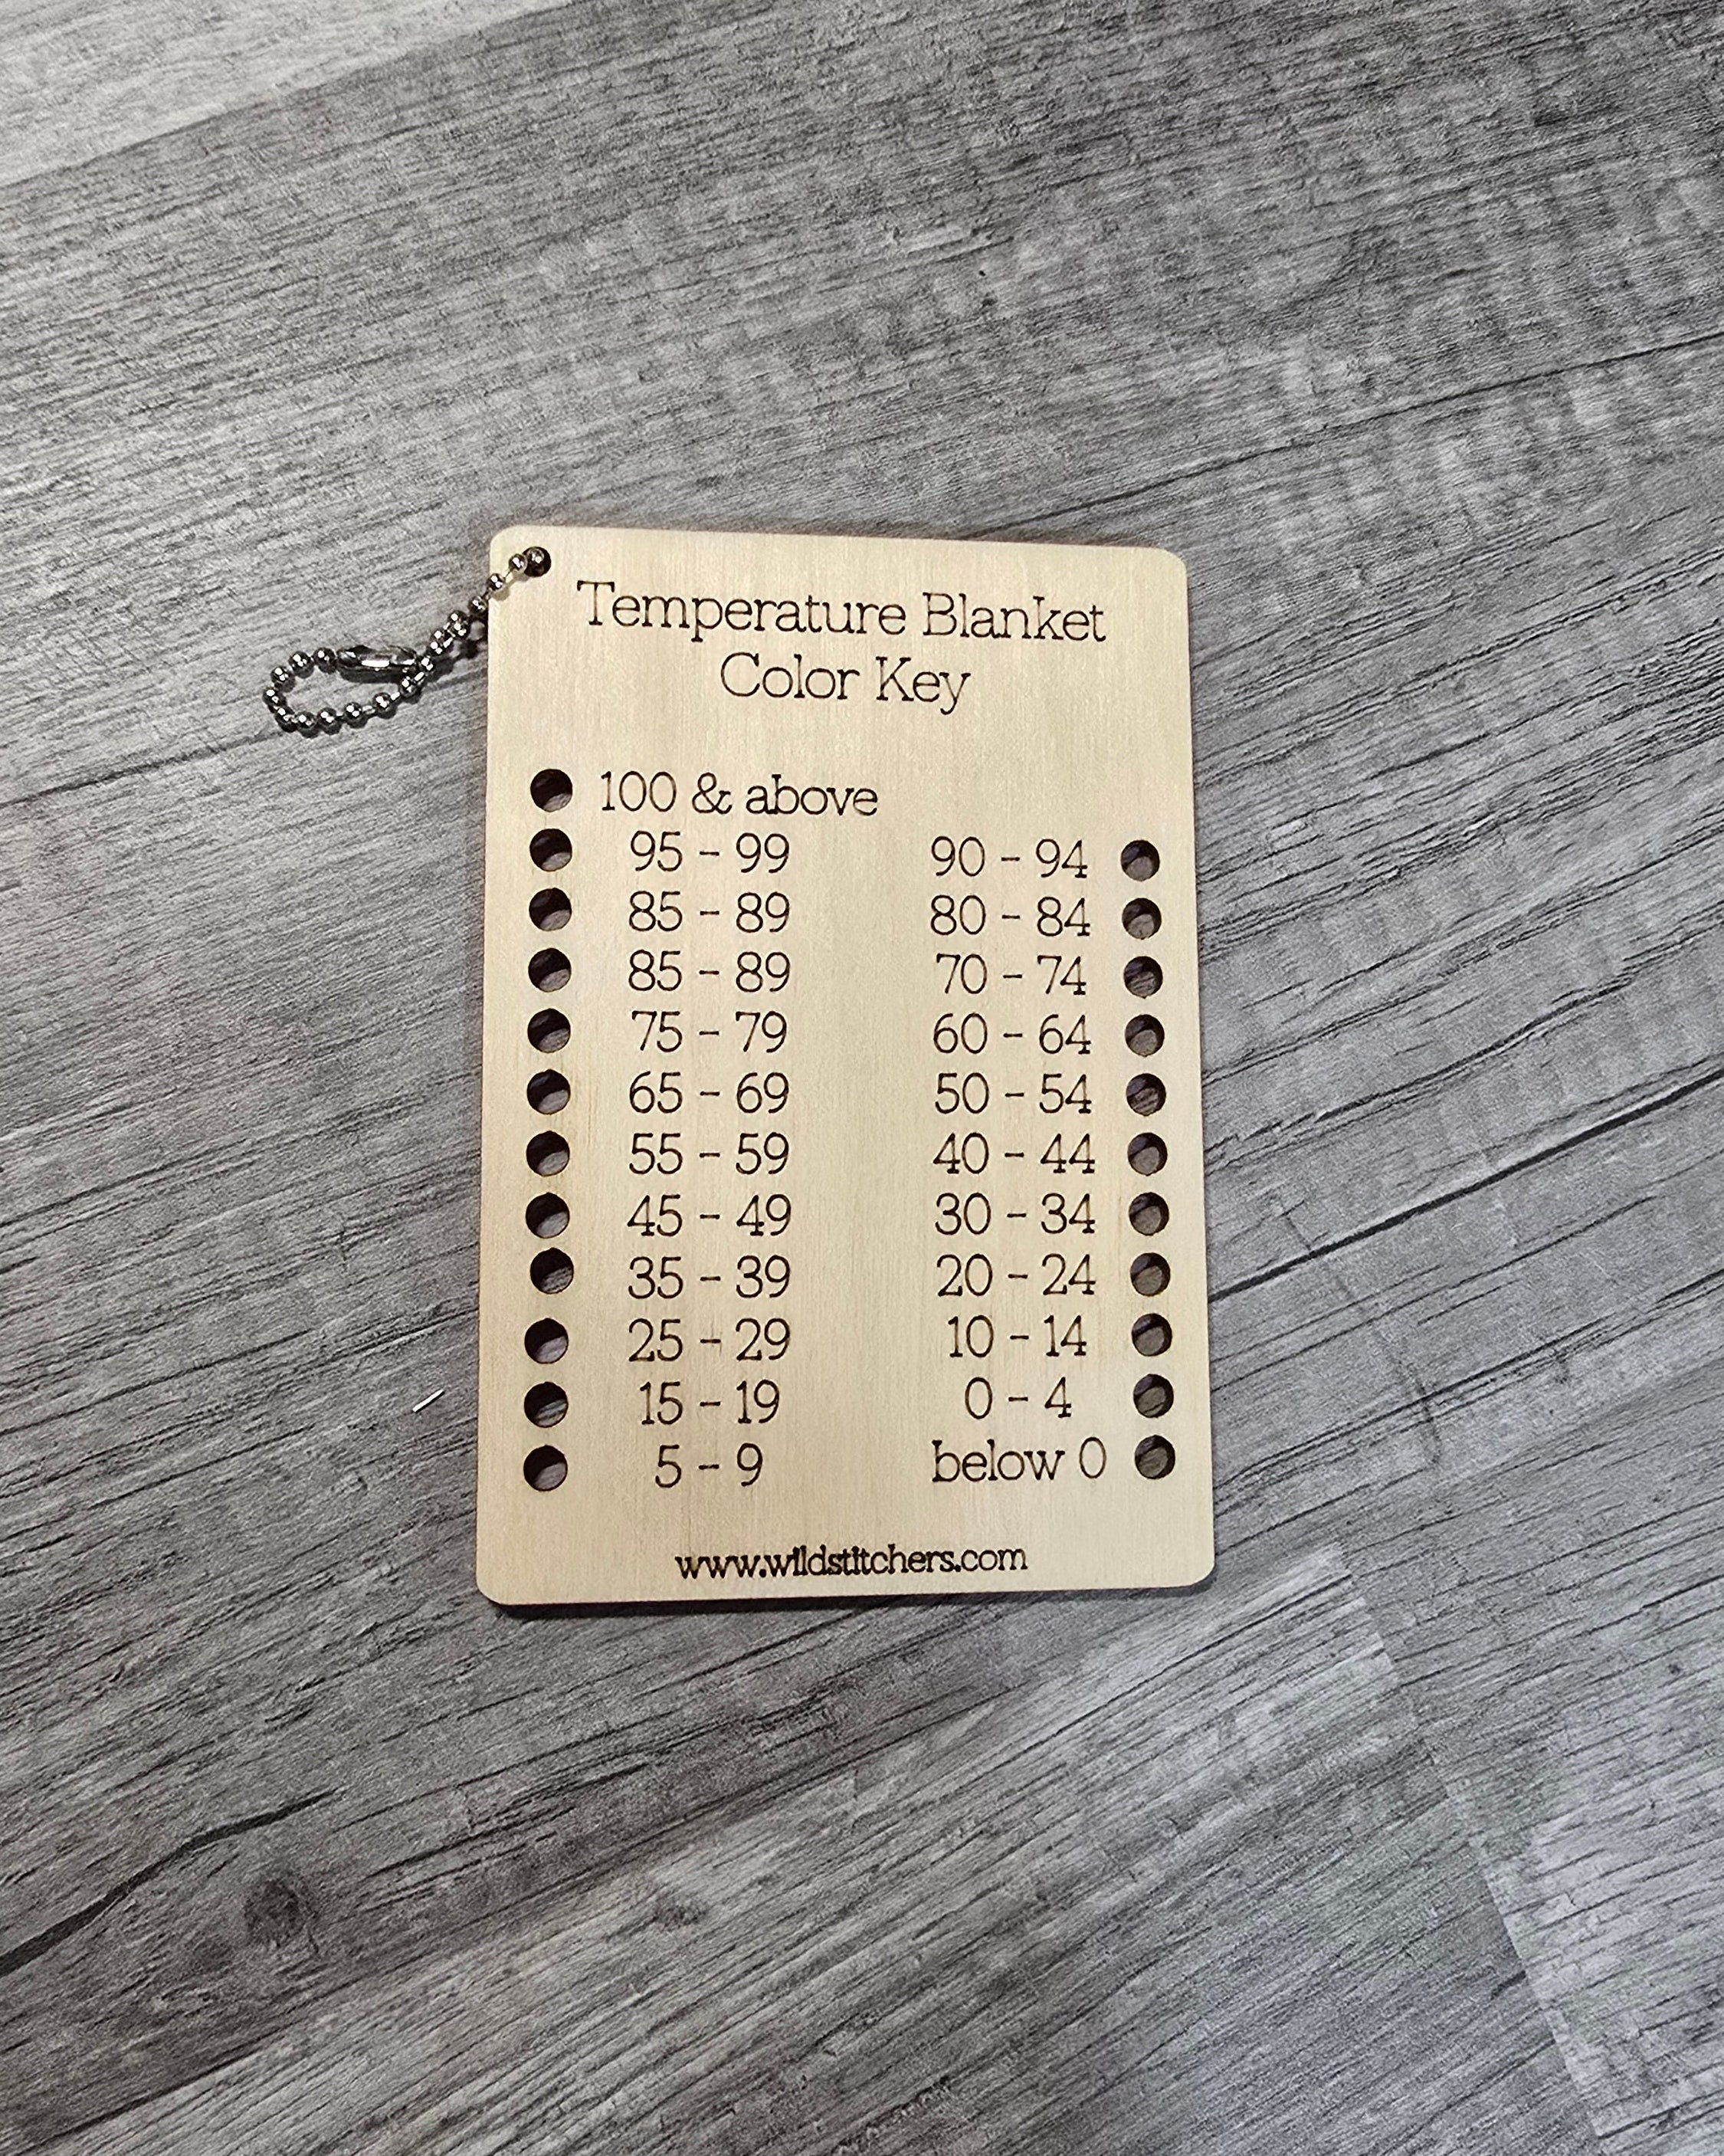 Temperature Blanket
Color Key
100 & above
95 - 99 90 - 94
85 - 89 80 - 84
85 - 89 70 - 74
75 - 79 60 - 64
65 - 69 50 - 54
55 - 59 40 - 44
45 - 49 30 - 34
35 - 39 20 - 24
25 - 29 10 - 14
15 - 19 0 - 4
5 - 9 below 0
www.wildstitchers.com